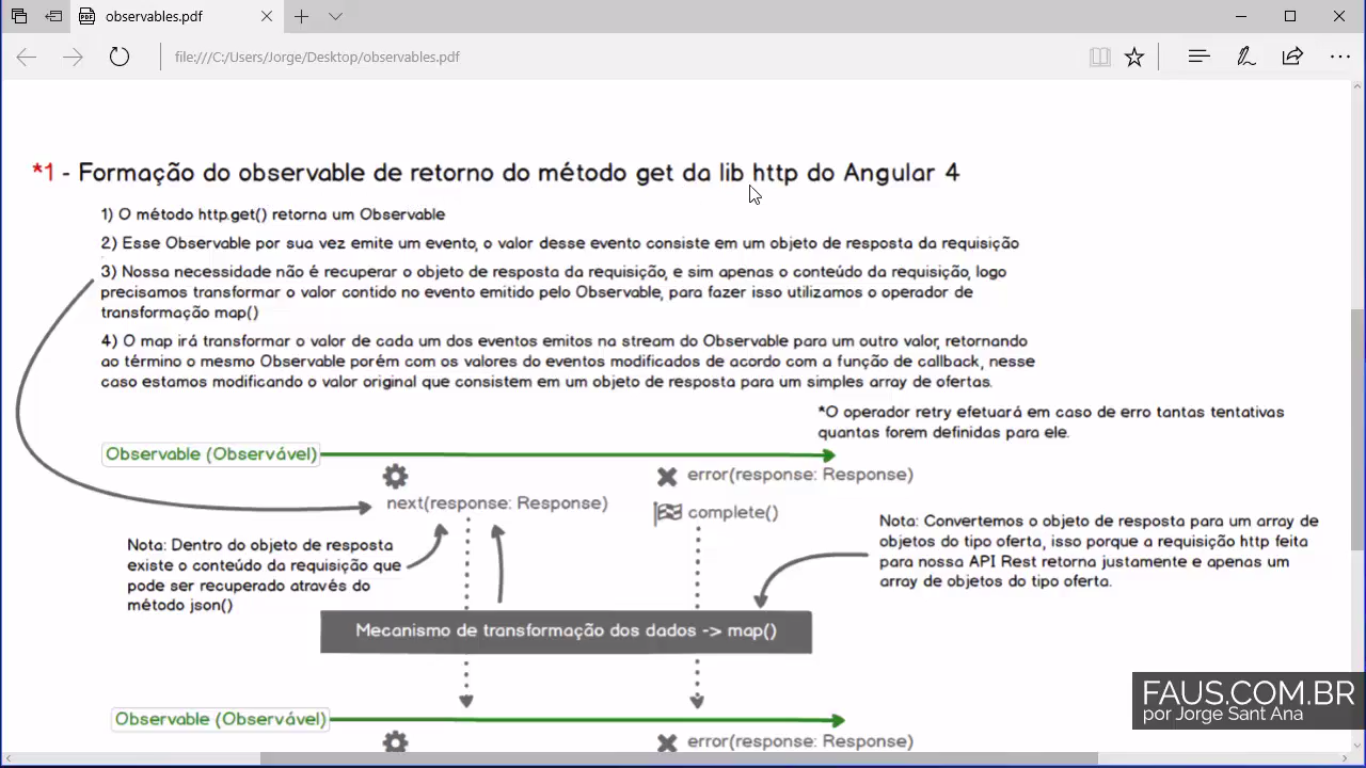 observables.pdf
file:///C:/Users/Jorge/Desktop/observables.pdf
*1 - Formação do observable de retorno do método get da lib http do Angular 4
1) O método http.get() retorna um Observable
2) Esse Observable por sua vez emite um evento, o valor desse evento consiste em um objeto de resposta da requisição
3) Nossa necessidade não é recuperar o objeto de resposta da requisição, e sim apenas o conteúdo da requisição, logo
precisamos transformar o valor contido no evento emitido pelo Observable, para fazer isso utilizamos o operador de
transformação map()
4) O map irá transformar o valor de cada um dos eventos emitos na stream do Observable para um outro valor, retornando
ao término o mesmo Observable porém com os valores do eventos modificados de acordo com a função de callback, nesse
caso estamos modificando o valor original que consistem em um objeto de resposta para um simples array de ofertas.
*O operador retry efetuará em caso de erro tantas tentativas
quantas forem definidas para ele.
Observable (Observável)
error(response: Response)
next(response: Response)
complete()
Nota: Convertemos o objeto de resposta para um array de
objetos do tipo oferta, isso porque a requisição http feita
para nossa API Rest retorna justamente e apenas um
array de objetos do tipo oferta.
Nota: Dentro do objeto de resposta
existe o conteúdo da requisição que
pode ser recuperado através do
método json()
Mecanismo de transformação dos dados -> map()
Observable (Observável)
error(response: Response)
FAUS.COM.BR
por Jorge Sant Ana